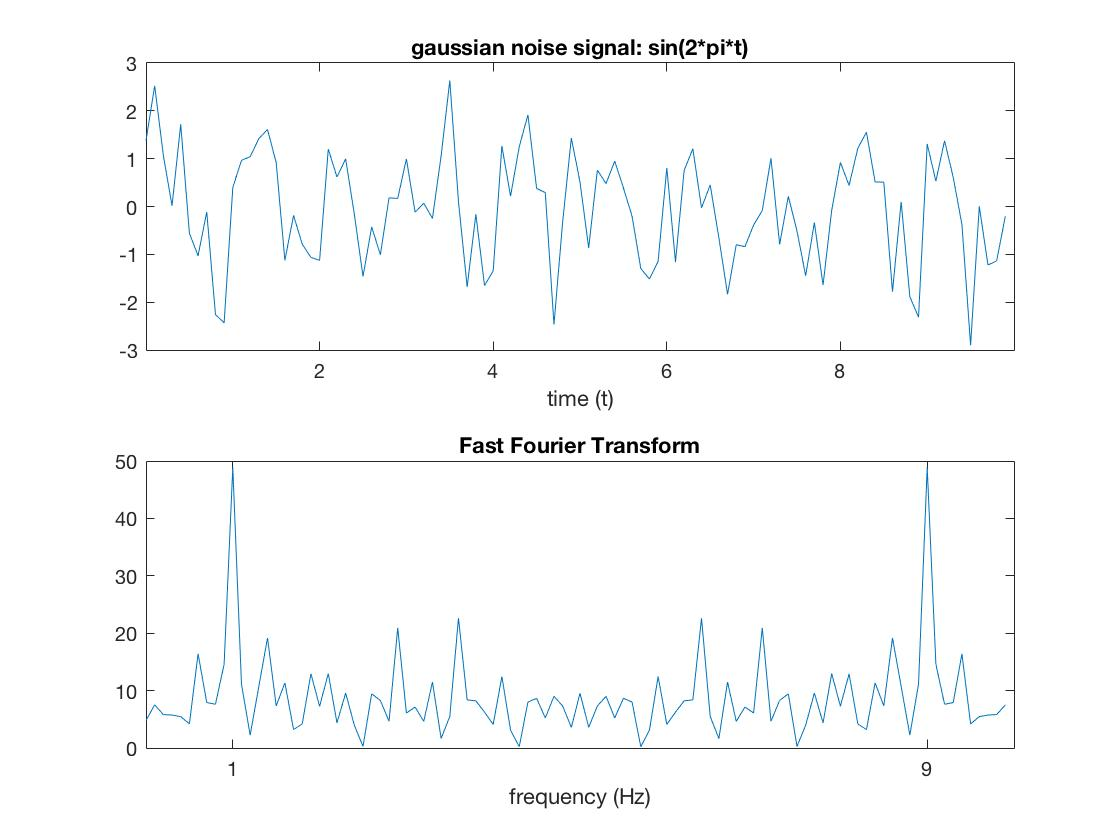 gaussian noise signal: sin(2*pi*t)
3
2
1
0
-1
-2
-3
2 4 6 8
time (t)
Fast Fourier Transform
50
40
30
20
10
0
1 9
frequency (Hz)